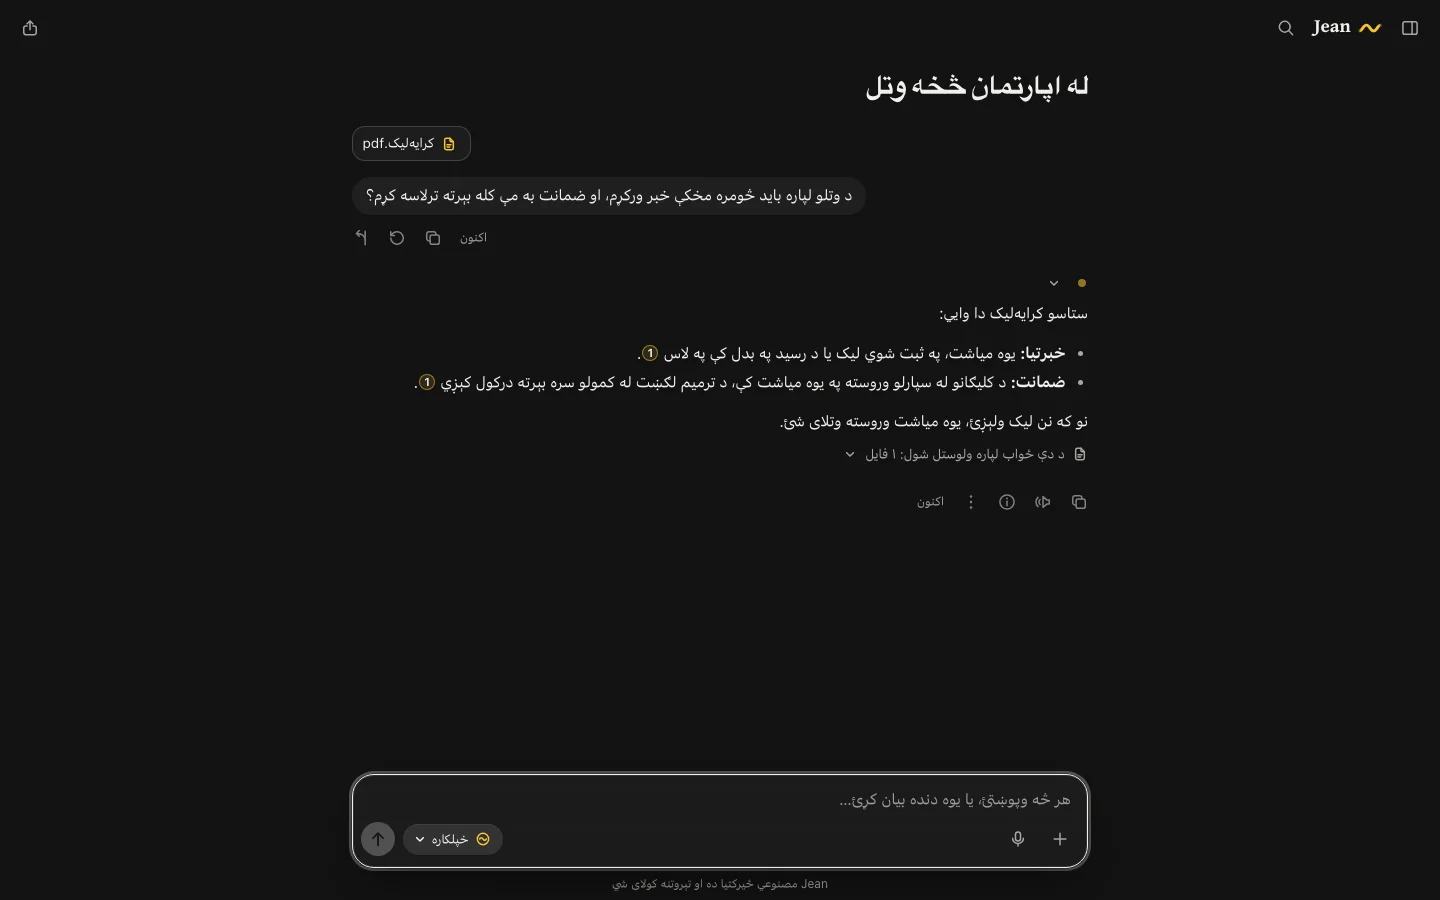 Jean
له اپارتمان څخه وتل
کرایه‌لیک.pdf
د وتلو لپاره باید څومره مخکې خبر ورکړم، او ضمانت به مې کله بېرته ترلاسه کړم؟
اکنون
ستاسو کرایه‌لیک دا وایي:
خبرتیا: یوه میاشت، په ثبت شوي لیک یا د رسید په بدل کې په لاس 1.
ضمانت: د کلیګانو له سپارلو وروسته په یوه میاشت کې، د ترمیم لګښت له کمولو سره بېرته درکول کېږي 1.
نو که نن لیک ولېږئ، یوه میاشت وروسته وتلای شئ.
د دې ځواب لپاره ولوستل شول: ۱ فایل
اکنون
هر څه وپوښتئ، یا یوه دنده بیان کړئ...
خپلکاره
Jean مصنوعي ځیرکتیا ده او تېروتنه کولای شي